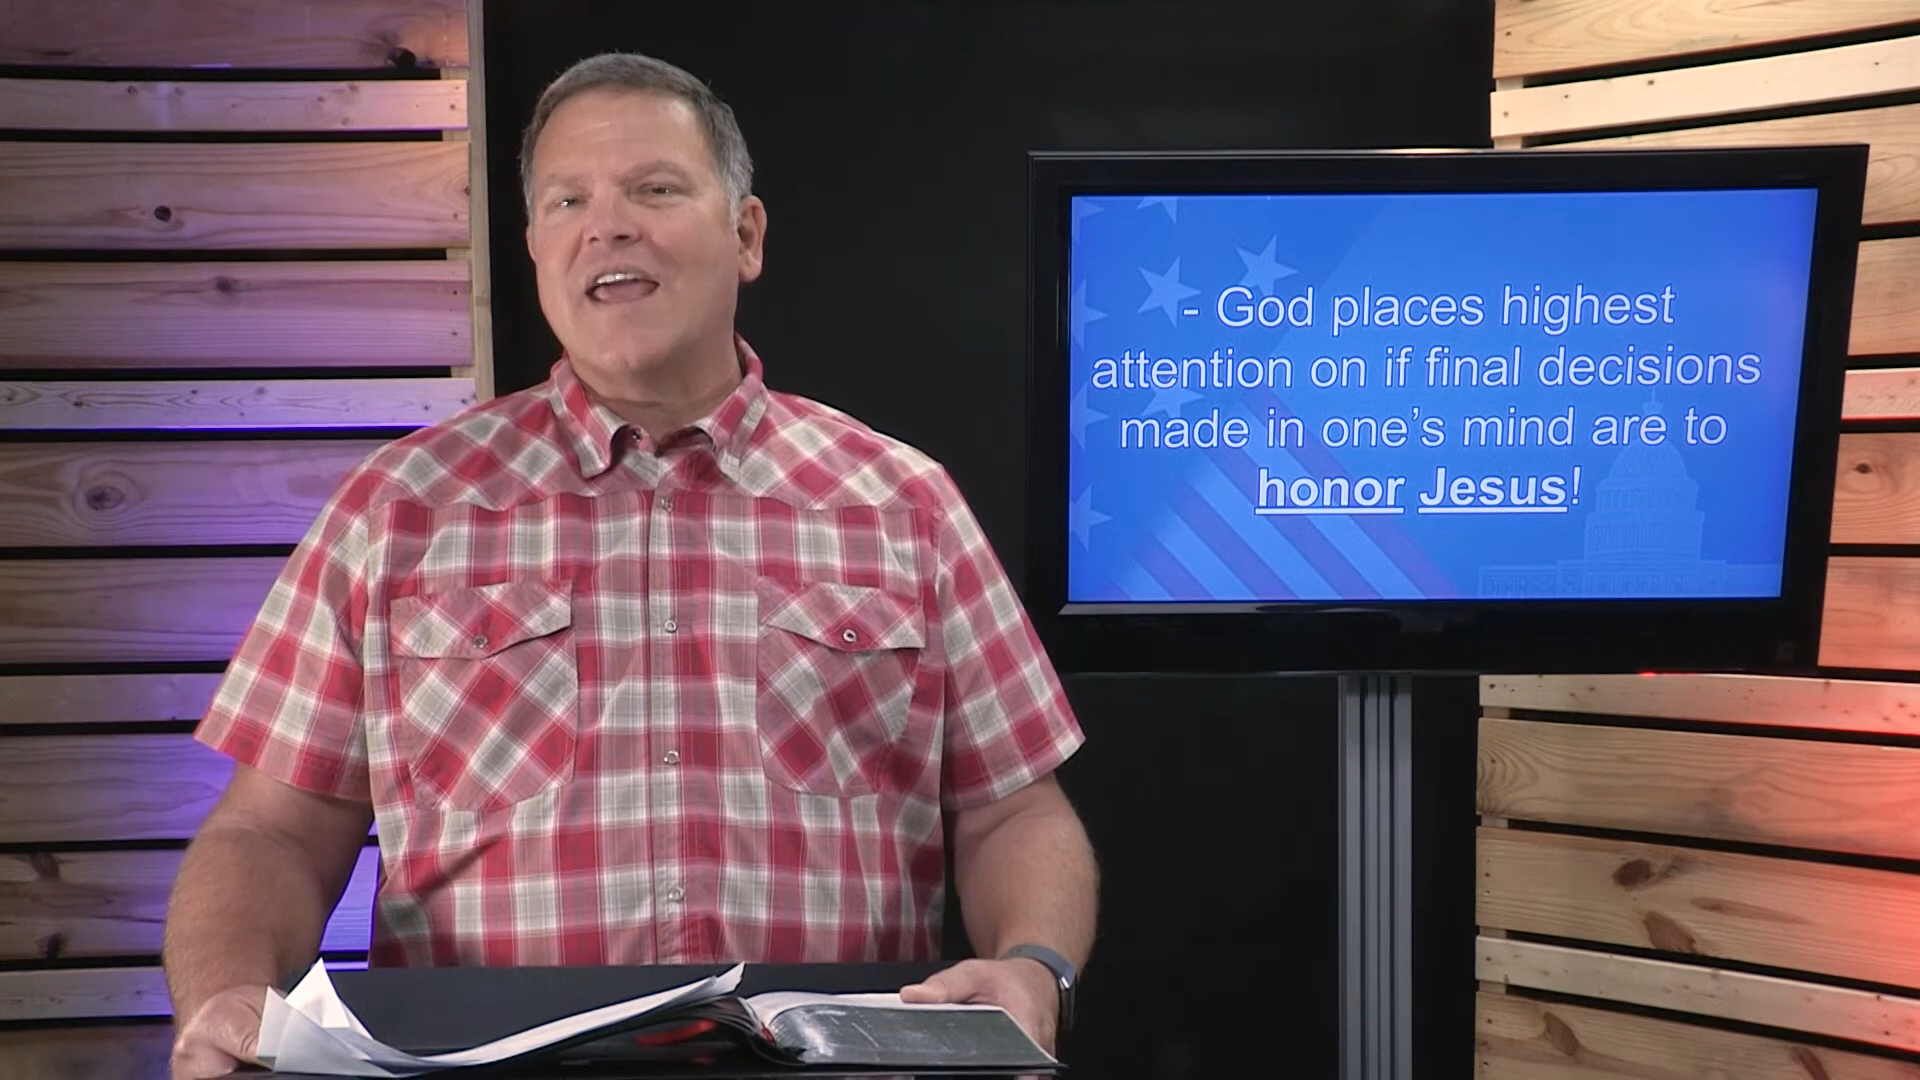 - God places highest
attention on if final decisions
made in one’s mind are to
honor Jesus!